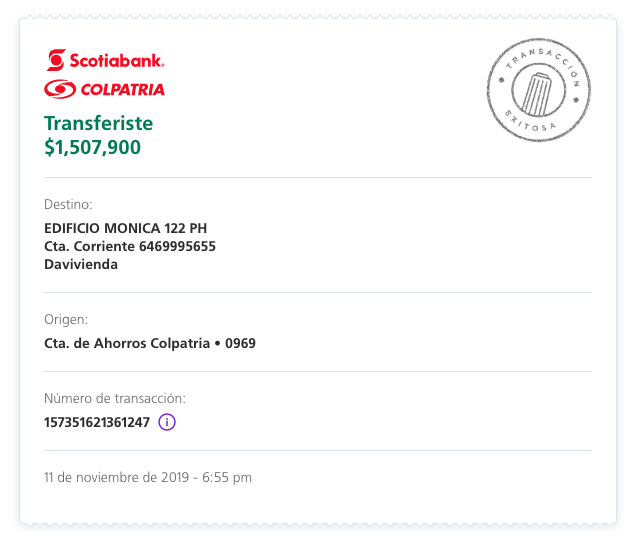 Scotiabank.
COLPATRIA
TRANSACCIÓN
EXITOSA
Transferiste
$1,507,900
Destino:
EDIFICIO MONICA 122 PH
Cta. Corriente 6469995655
Davivienda
Origen:
Cta. de Ahorros Colpatria • 0969
Número de transacción:
157351621361247
11 de noviembre de 2019 - 6:55 pm